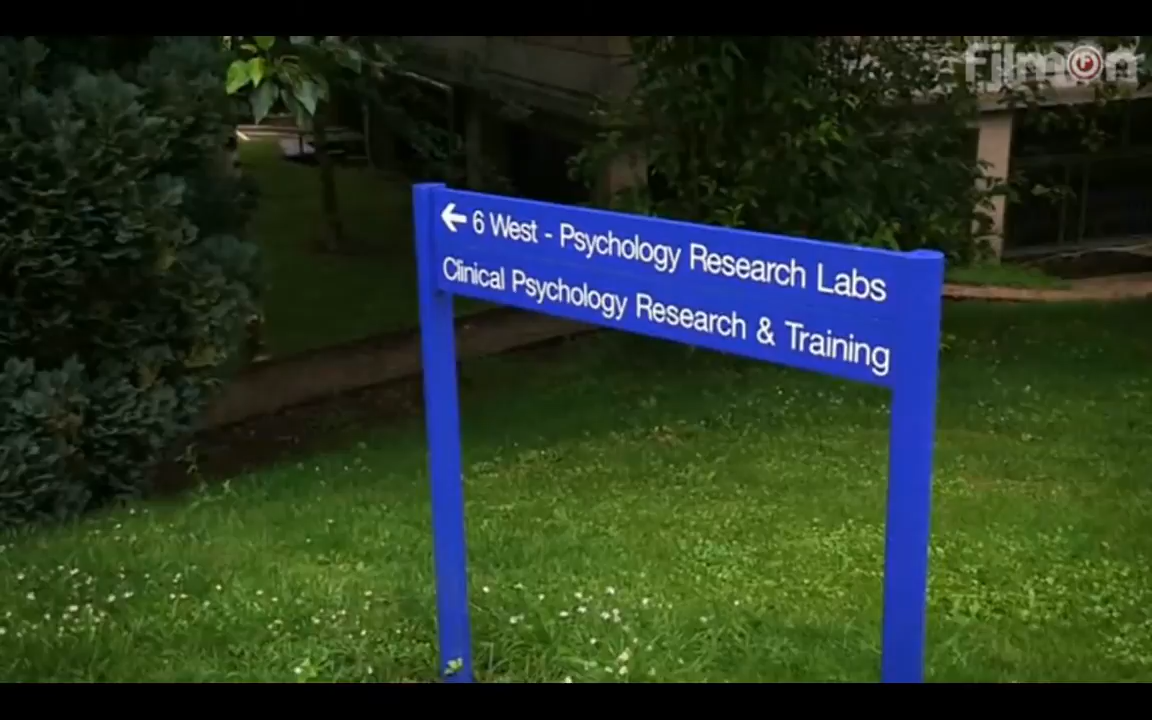 FilmOn
← 6 West - Psychology Research Labs
Clinical Psychology Research & Training